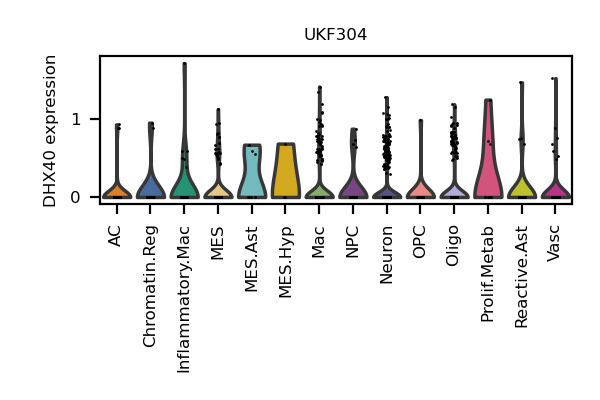 UKF304
DHX40 expression
1
0
AC
Chromatin.Reg
Inflammatory.Mac
MES
MES.Ast
MES.Hyp
Mac
NPC
Neuron
OPC
Oligo
Prolif.Metab
Reactive.Ast
Vasc